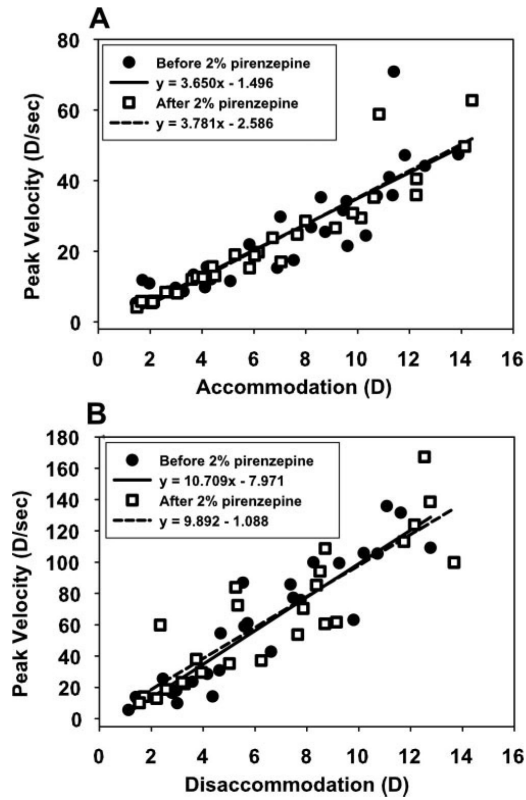 A
80
60
40
20
0
Peak Velocity (D/sec)
Before 2% pirenzepine
y = 3.650x - 1.496
After 2% pirenzepine
y = 3.781x - 2.586
0 2 4 6 8 10 12 14 16
Accommodation (D)
B
180
160
140
120
100
80
60
40
20
0
Peak Velocity (D/sec)
Before 2% pirenzepine
y = 10.709x - 7.971
After 2% pirenzepine
y = 9.892 - 1.088
0 2 4 6 8 10 12 14 16
Disaccommodation (D)